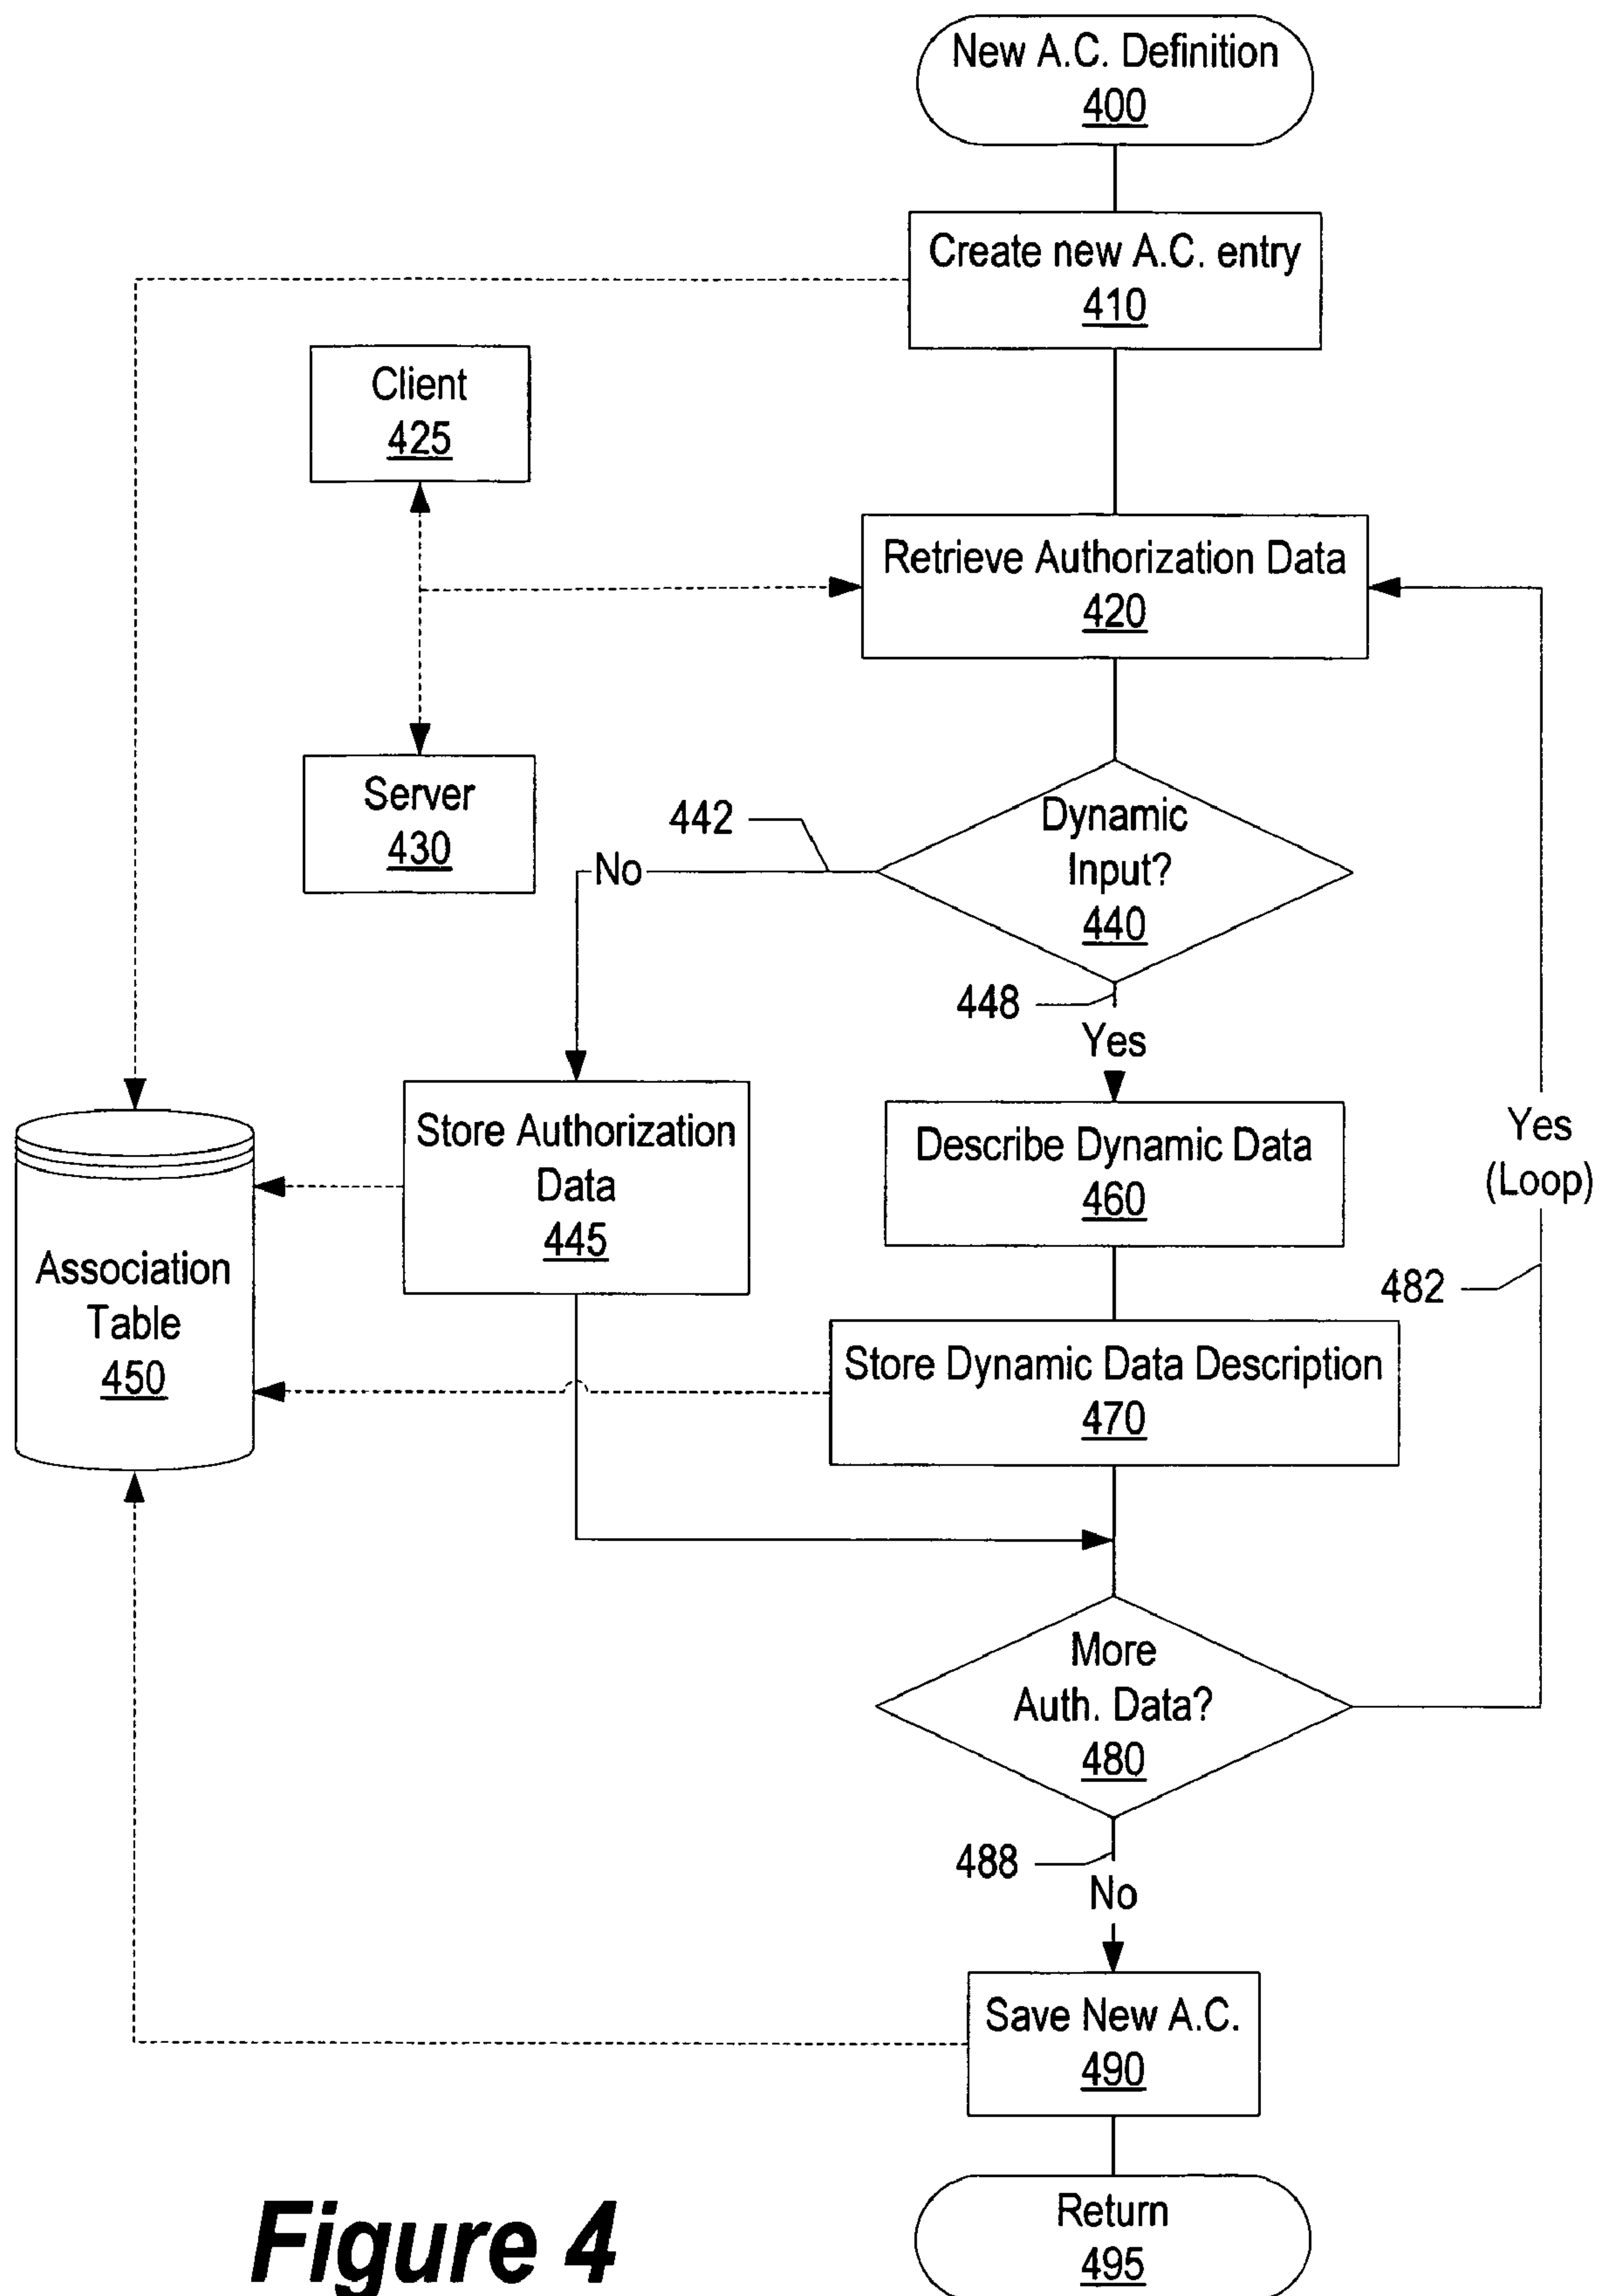 New A.C. Definition
400
Create new A.C. entry
410
Client
425
Retrieve Authorization Data
420
Server
430
442
No
Dynamic
Input?
440
448
Yes
Store Authorization
Data
445
Describe Dynamic Data
460
Yes
(Loop)
482
Association
Table
450
Store Dynamic Data Description
470
More
Auth. Data?
480
488
No
Save New A.C.
490
Return
495
Figure 4